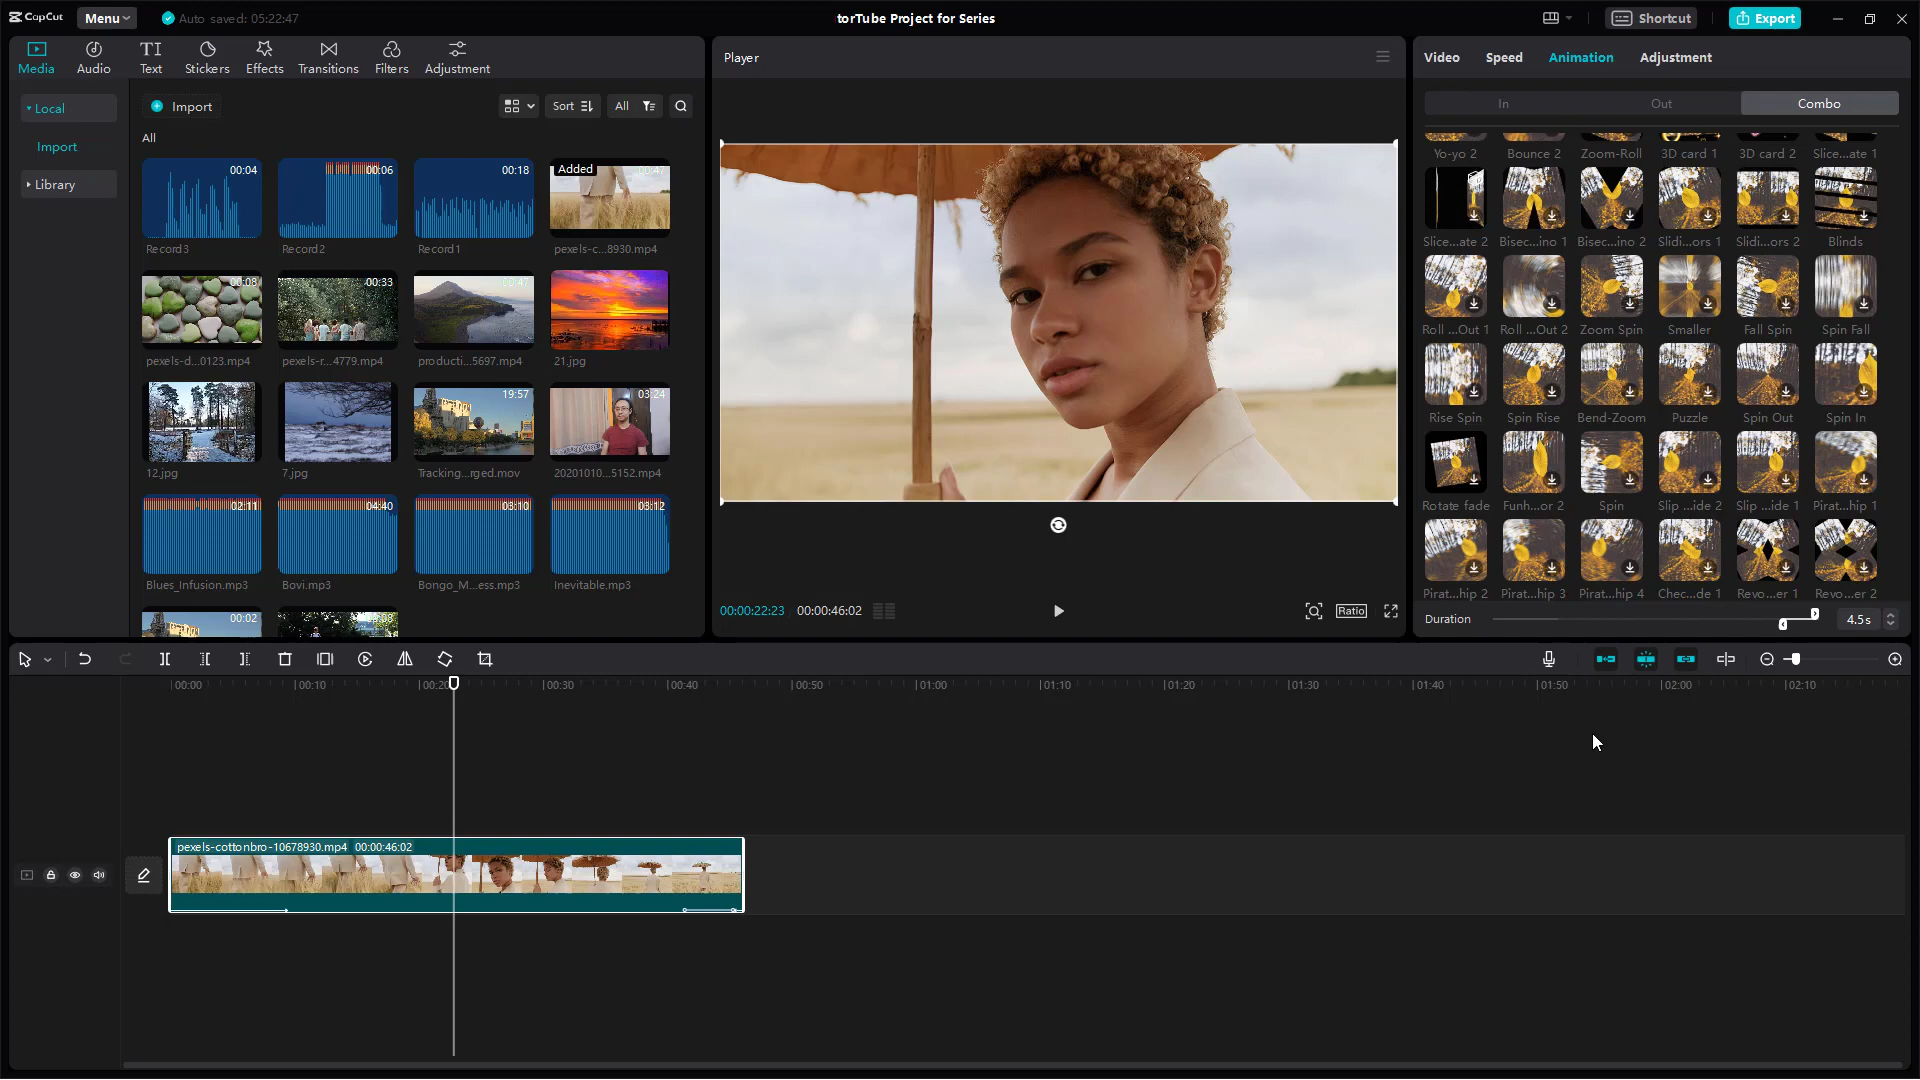 CapCut
Menu
Auto saved: 05:22:47
torTube Project for Series
Shortcut
Export
Media
Audio
TI
Text
Stickers
Effects
Transitions
Filters
Adjustment
Local
Import
Library
Import
Sort
All
All
00:04
00:06
00:18
Added
00:47
Record3
Record2
Record1
pexels-c...8930.mp4
00:08
00:33
00:47
pexels-d...0123.mp4
pexels-r...4779.mp4
producti...5697.mp4
21.jpg
19:57
03:24
12.jpg
7.jpg
Tracking...rged.mov
20201010...5152.mp4
02:11
04:40
03:10
03:12
Blues_Infusion.mp3
Bovi.mp3
Bongo_M...ess.mp3
Inevitable.mp3
00:02
00:08
Player
00:00:22:23
00:00:46:02
Ratio
Video
Speed
Animation
Adjustment
In
Out
Combo
Yo-yo 2
Bounce 2
Zoom-Roll
3D card 1
3D card 2
Slice...ate 1
Slice...ate 2
Bisec...ino 1
Bisec...ino 2
Slidi...ors 1
Slidi...ors 2
Blinds
Roll ...Out 1
Roll ...Out 2
Zoom Spin
Smaller
Fall Spin
Spin Fall
Rise Spin
Spin Rise
Bend-Zoom
Puzzle
Spin Out
Spin In
Rotate fade
Funh...or 2
Spin
Slip ...ide 2
Slip ...ide 1
Pirat...hip 1
Pirat...hip 2
Pirat...hip 3
Pirat...hip 4
Chec...de 1
Revo...er 1
Revo...er 2
Duration
4.5s
00:00
00:10
00:20
00:30
00:40
00:50
01:00
01:10
01:20
01:30
01:40
01:50
02:00
02:10
pexels-cottonbro-10678930.mp4 00:00:46:02